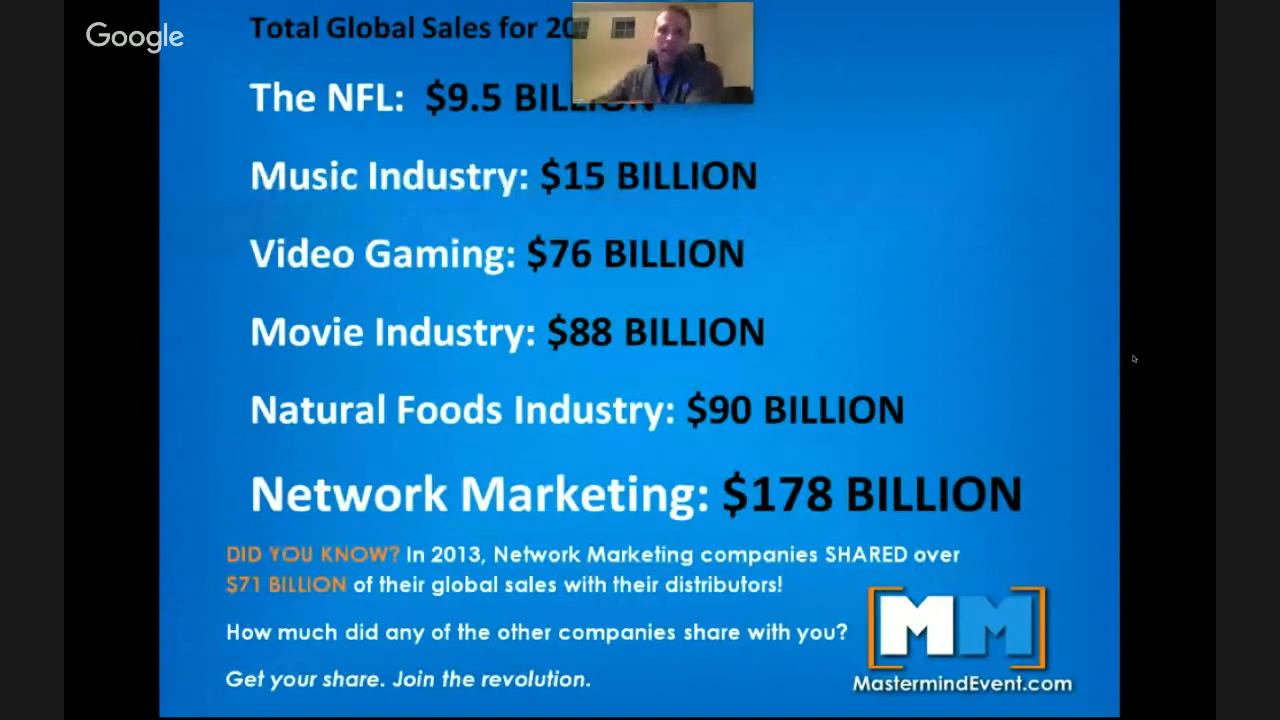 Google
Total Global Sales for 20
The NFL: $9.5 BILLION
Music Industry: $15 BILLION
Video Gaming: $76 BILLION
Movie Industry: $88 BILLION
Natural Foods Industry: $90 BILLION
Network Marketing: $178 BILLION
DID YOU KNOW? In 2013, Network Marketing companies SHARED over
$71 BILLION of their global sales with their distributors!
How much did any of the other companies share with you?
Get your share. Join the revolution.
[MM]
MastermindEvent.com